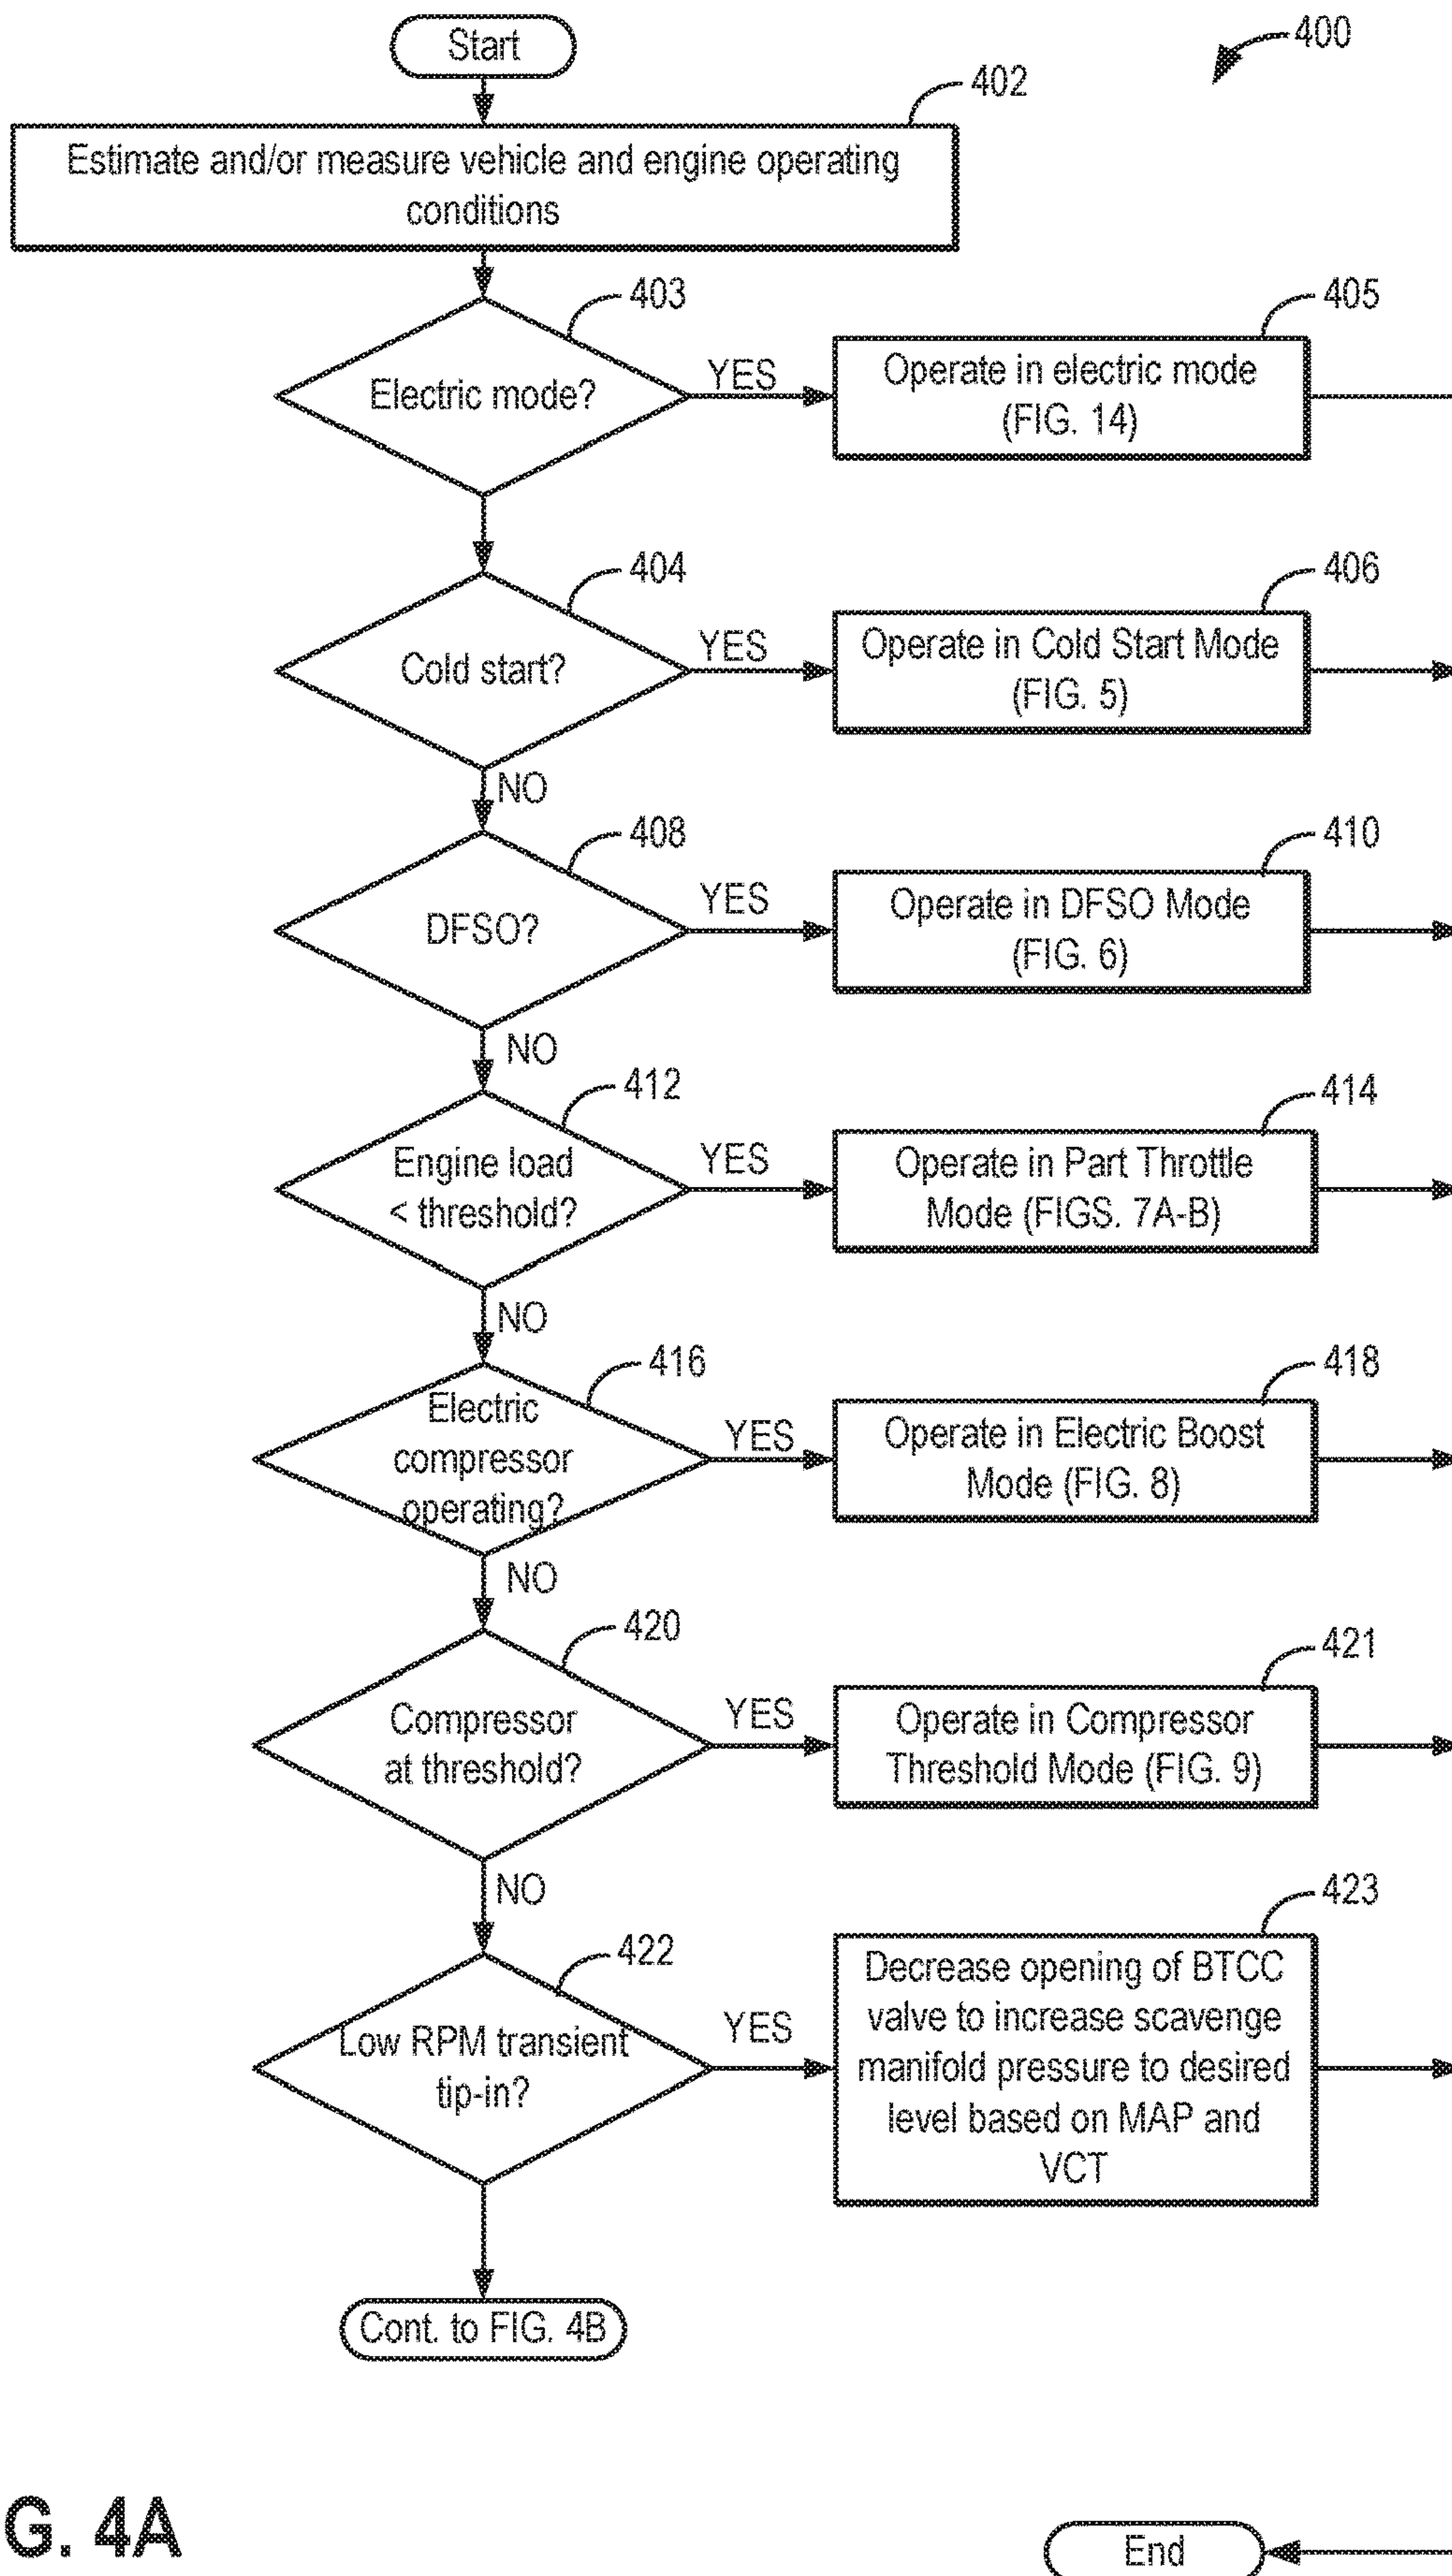 Start
400
402
Estimate and/or measure vehicle and engine operating
conditions
403
Electric mode?
YES
405
Operate in electric mode
(FIG. 14)
404
Cold start?
YES
406
Operate in Cold Start Mode
(FIG. 5)
NO
408
DFSO?
YES
410
Operate in DFSO Mode
(FIG. 6)
NO
412
Engine load
< threshold?
YES
414
Operate in Part Throttle
Mode (FIGS. 7A-B)
NO
416
Electric
compressor
operating?
YES
418
Operate in Electric Boost
Mode (FIG. 8)
NO
420
Compressor
at threshold?
YES
421
Operate in Compressor
Threshold Mode (FIG. 9)
NO
422
Low RPM transient
tip-in?
YES
423
Decrease opening of BTCC
valve to increase scavenge
manifold pressure to desired
level based on MAP and
VCT
Cont. to FIG. 4B
G. 4A
End